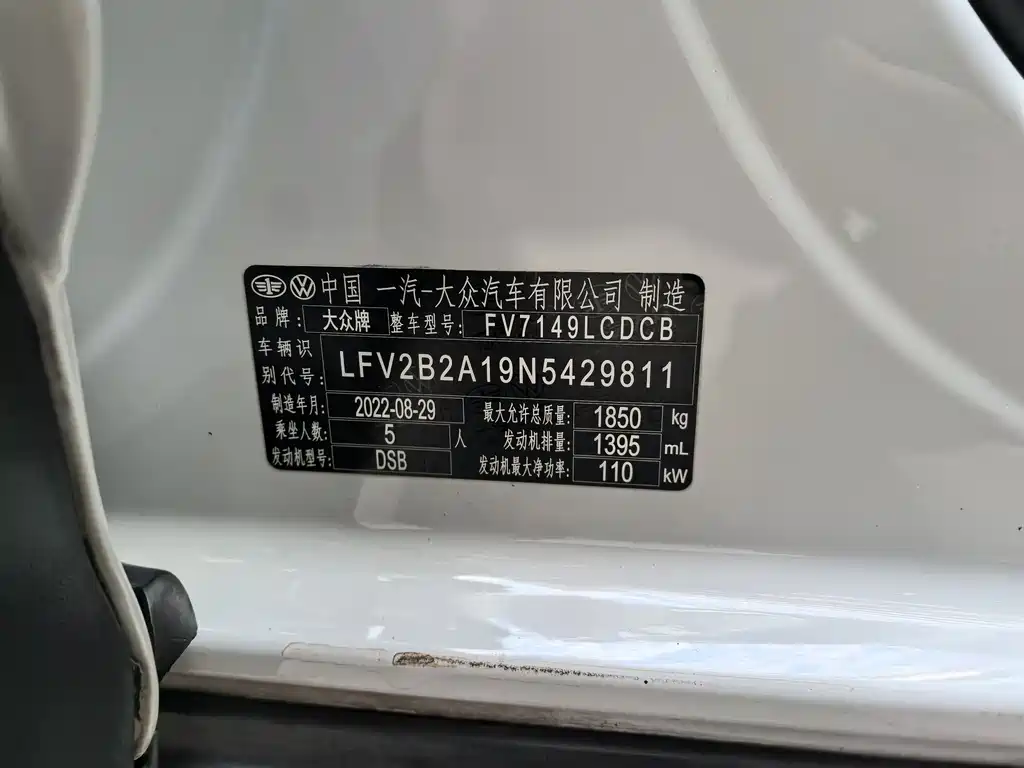 中国 一汽-大众汽车有限公司 制造
品牌: 大众牌 整车型号: FV7149LCDCB
车辆识别代号: LFV2B2A19N5429811
制造年月: 2022-08-29 最大允许总质量: 1850 kg
乘坐人数: 5 人 发动机排量: 1395 mL
发动机型号: DSB 发动机最大净功率: 110 kW